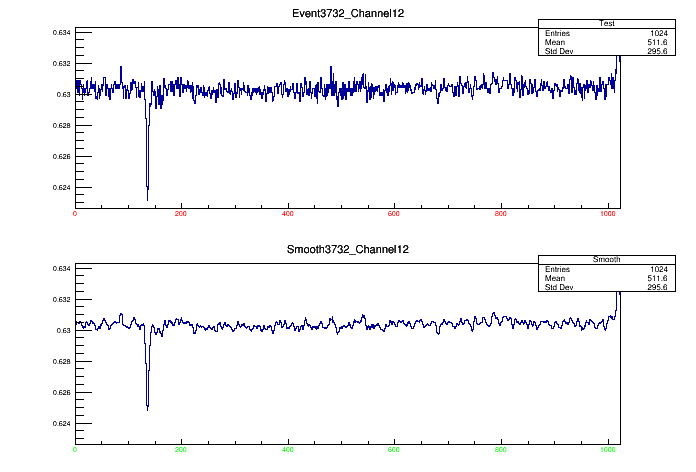 Event3732_Channel12
Test
Entries 1024
Mean 511.6
Std Dev 295.6
0.634
0.632
0.63
0.628
0.626
0.624
0 200 400 600 800 1000
Smooth3732_Channel12
Smooth
Entries 1024
Mean 511.6
Std Dev 295.6
0.634
0.632
0.63
0.628
0.626
0.624
0 200 400 600 800 1000